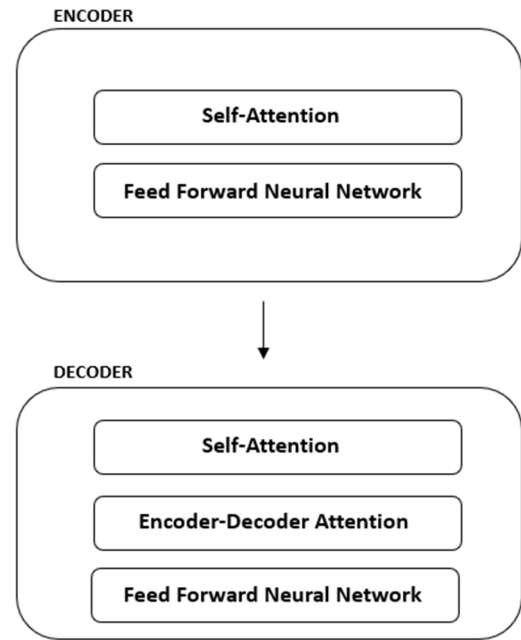 ENCODER
Self-Attention
Feed Forward Neural Network
DECODER
Self-Attention
Encoder-Decoder Attention
Feed Forward Neural Network